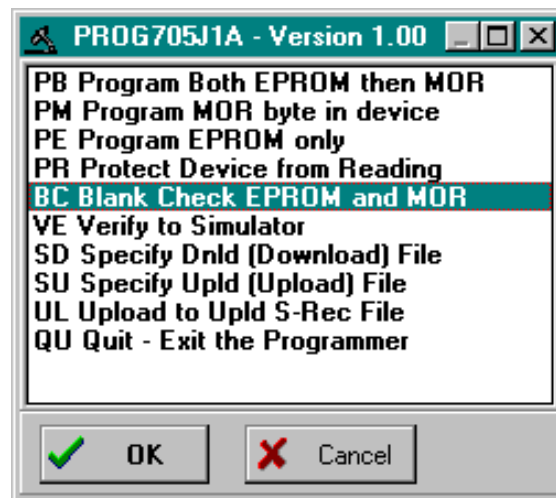 PROG705J1A - Version 1.00
PB Program Both EPROM then MOR
PM Program MOR byte in device
PE Program EPROM only
PR Protect Device from Reading
BC Blank Check EPROM and MOR
VE Verify to Simulator
SD Specify Dnld (Download) File
SU Specify Upld (Upload) File
UL Upload to Upld S-Rec File
QU Quit - Exit the Programmer
OK Cancel